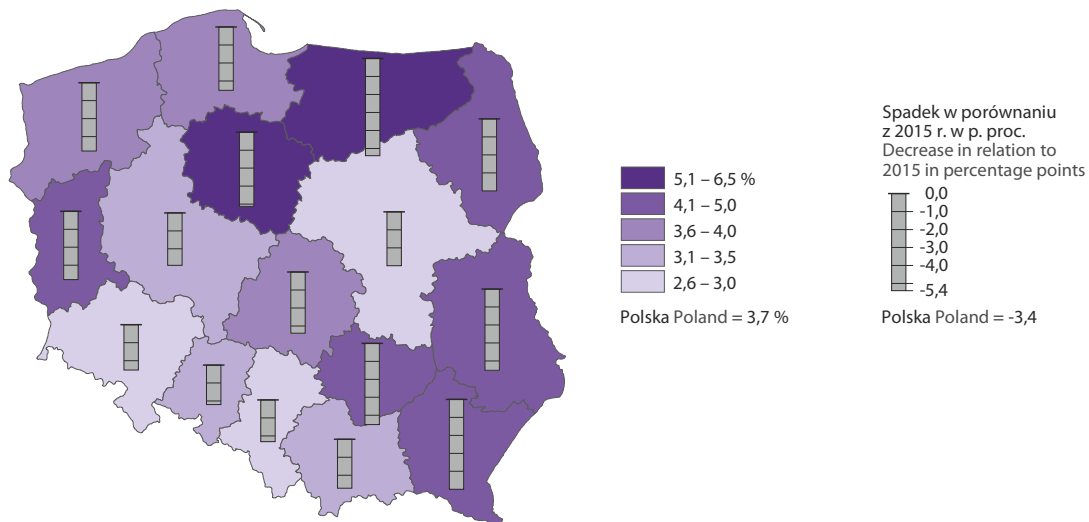 5,1 – 6,5 %
4,1 – 5,0
3,6 – 4,0
3,1 – 3,5
2,6 – 3,0
Polska Poland = 3,7 %
Spadek w porównaniu
z 2015 r. w p. proc.
Decrease in relation to
2015 in percentage points
0,0
-1,0
-2,0
-3,0
-4,0
-5,4
Polska Poland = -3,4